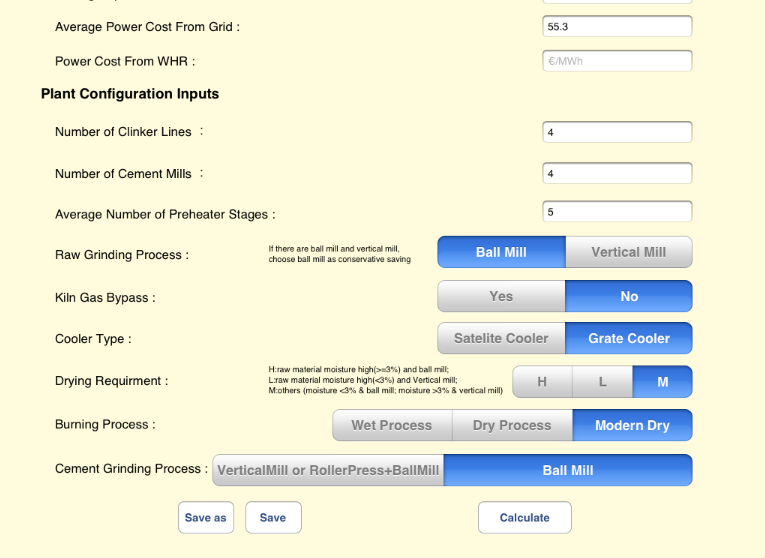 Average Power Cost From Grid :
55.3
Power Cost From WHR :
€/MWh
Plant Configuration Inputs
Number of Clinker Lines :
4
Number of Cement Mills :
4
Average Number of Preheater Stages :
5
Raw Grinding Process :
If there are ball mill and vertical mill,
choose ball mill as conservative saving
Ball Mill
Vertical Mill
Kiln Gas Bypass :
Yes
No
Cooler Type :
Satelite Cooler
Grate Cooler
Drying Requirment :
H:raw material moisture high(>=3%) and ball mill;
L:raw material moisture high(<3%) and Vertical mill;
M:others (moisture <3% & ball mill; moisture >3% & vertical mill)
H
L
M
Burning Process :
Wet Process
Dry Process
Modern Dry
Cement Grinding Process :
VerticalMill or RollerPress+BallMill
Ball Mill
Save as
Save
Calculate